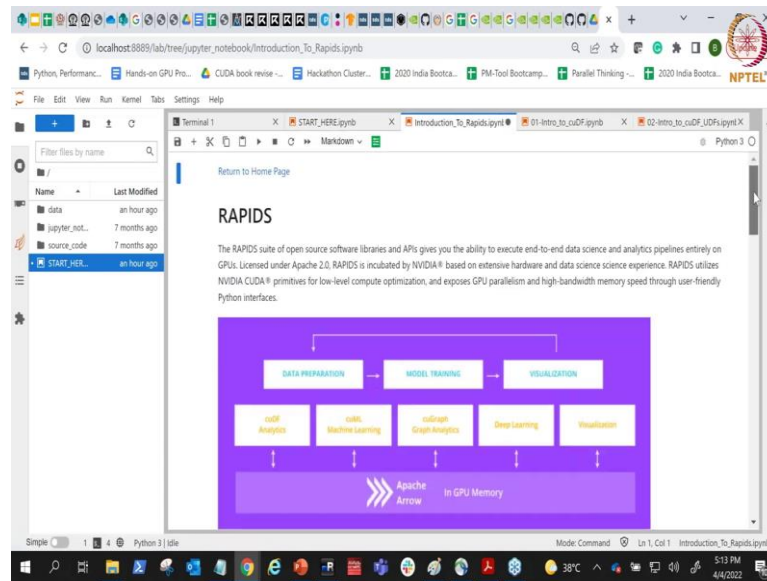 localhost:8889/lab/tree/jupyter_notebook/Introduction_To_Rapids.ipynb
Update
Python, Performanc...
Hands-on GPU Pro...
CUDA book revise -...
Hackathon Cluster...
2020 India Bootca...
PM-Tool Bootcamp...
Parallel Thinking -...
2020 India Bootca...
NPTEL
File Edit View Run Kernel Tabs Settings Help
Terminal 1
START_HERE.ipynb
Introduction_To_Rapids.ipynb
01-Intro_to_cuDF.ipynb
02-Intro_to_cuDF_UDFs.ipynb
Markdown
Python 3
Filter files by name
/
Name Last Modified
data an hour ago
jupyter_not... 7 months ago
source_code 7 months ago
START_HER... an hour ago
Return to Home Page
RAPIDS
The RAPIDS suite of open source software libraries and APIs gives you the ability to execute end-to-end data science and analytics pipelines entirely on
GPUs. Licensed under Apache 2.0, RAPIDS is incubated by NVIDIA® based on extensive hardware and data science science experience. RAPIDS utilizes
NVIDIA CUDA® primitives for low-level compute optimization, and exposes GPU parallelism and high-bandwidth memory speed through user-friendly
Python interfaces.
DATA PREPARATION
MODEL TRAINING
VISUALIZATION
cuDF
Analytics
cuML
Machine Learning
cuGraph
Graph Analytics
Deep Learning
Visualization
Apache
Arrow
In GPU Memory
Simple 1 4 Python 3 | Idle
Mode: Command Ln 1, Col 1 Introduction_To_Rapids.ipyn
38°C
5:13 PM
4/4/2022